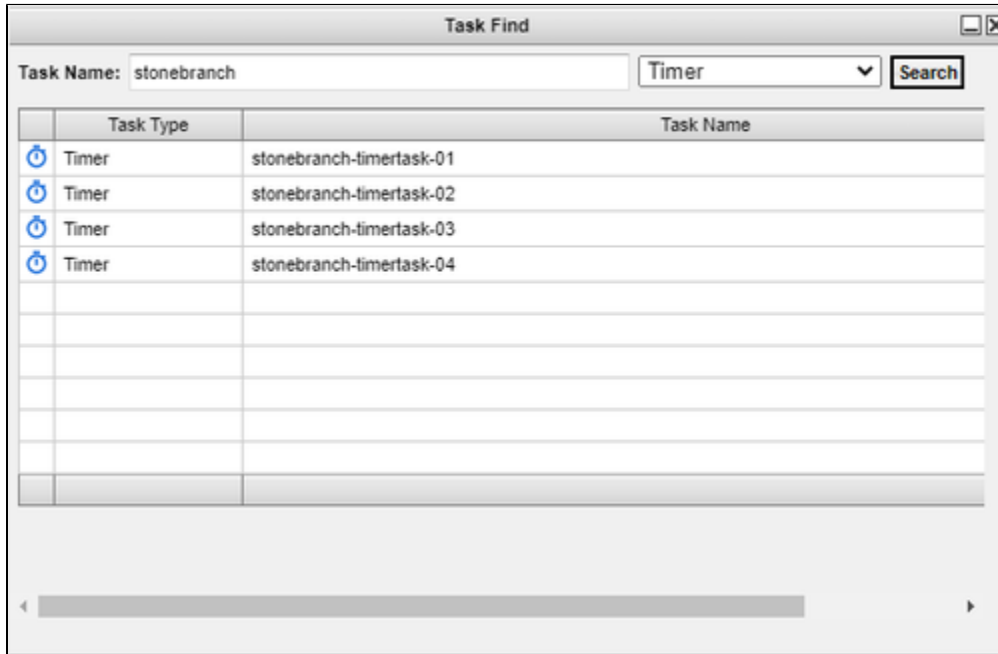 Task Find
Task Name: stonebranch Timer Search
Task Type Task Name
Timer stonebranch-timertask-01
Timer stonebranch-timertask-02
Timer stonebranch-timertask-03
Timer stonebranch-timertask-04